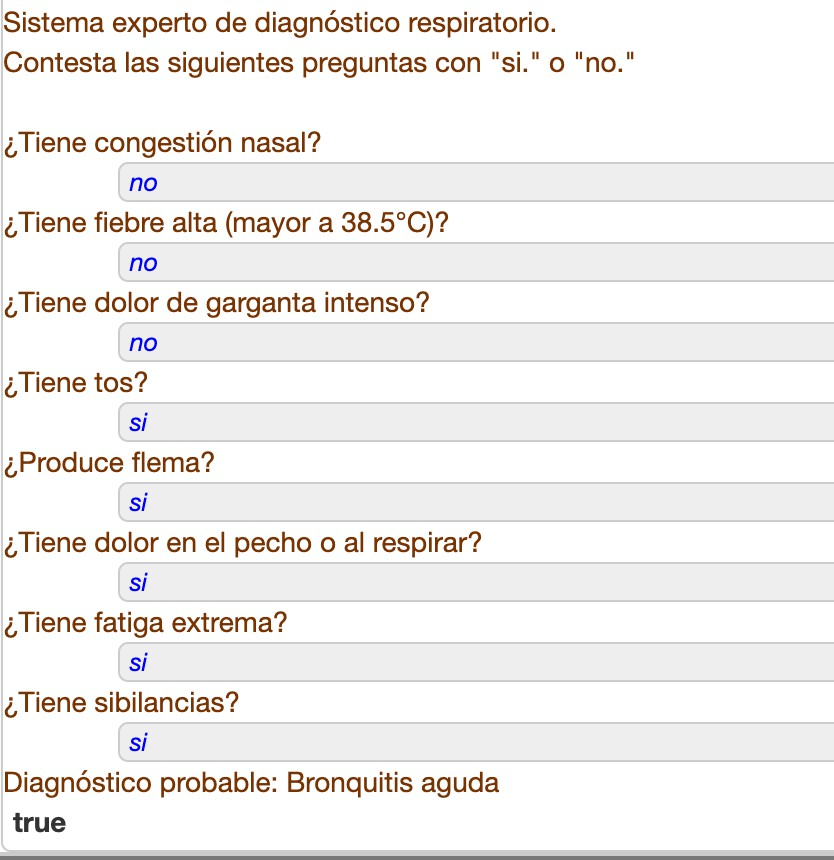 Sistema experto de diagnóstico respiratorio.
Contesta las siguientes preguntas con "si." o "no."
¿Tiene congestión nasal?
no
¿Tiene fiebre alta (mayor a 38.5°C)?
no
¿Tiene dolor de garganta intenso?
no
¿Tiene tos?
si
¿Produce flema?
si
¿Tiene dolor en el pecho o al respirar?
si
¿Tiene fatiga extrema?
si
¿Tiene sibilancias?
si
Diagnóstico probable: Bronquitis aguda
true